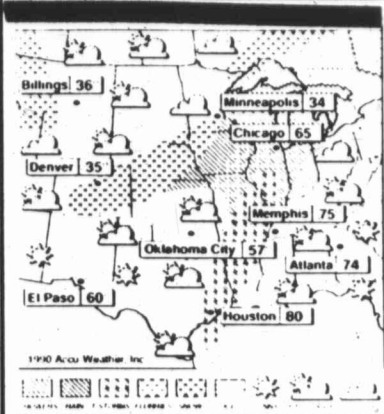 Billings 36
Minneapolis 34
Chicago 65
Denver 35
Memphis 75
Oklahoma City 57
Atlanta 74
El Paso 60
Houston 80
1990 Accu Weather, Inc